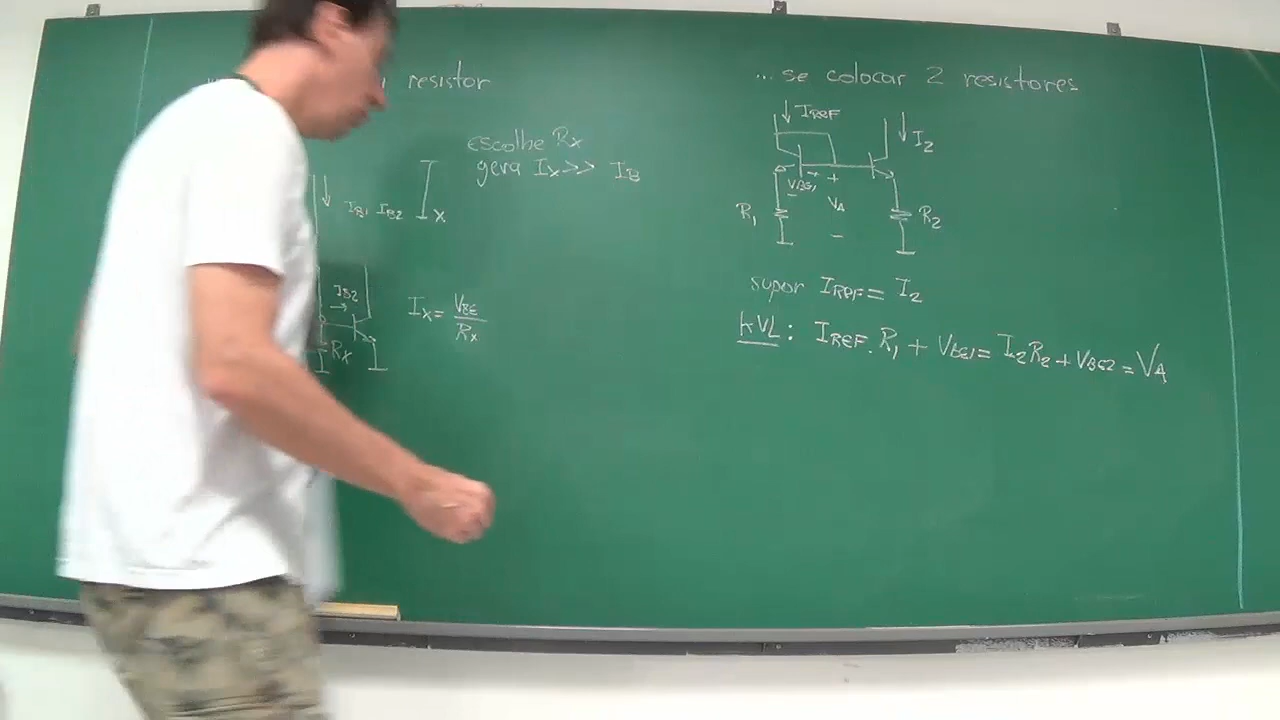 resistor
escolhe Rx
gera Ix >> IB
IB1 IB2
x
IB2
Rx
Ix = VBE/Rx
... se colocar 2 resistores
IREF
I2
VBE1
+
VA
-
R1
R2
supor IREF = I2
KVL: IREF.R1 + VBE1 = I2R2 + VBE2 = VA